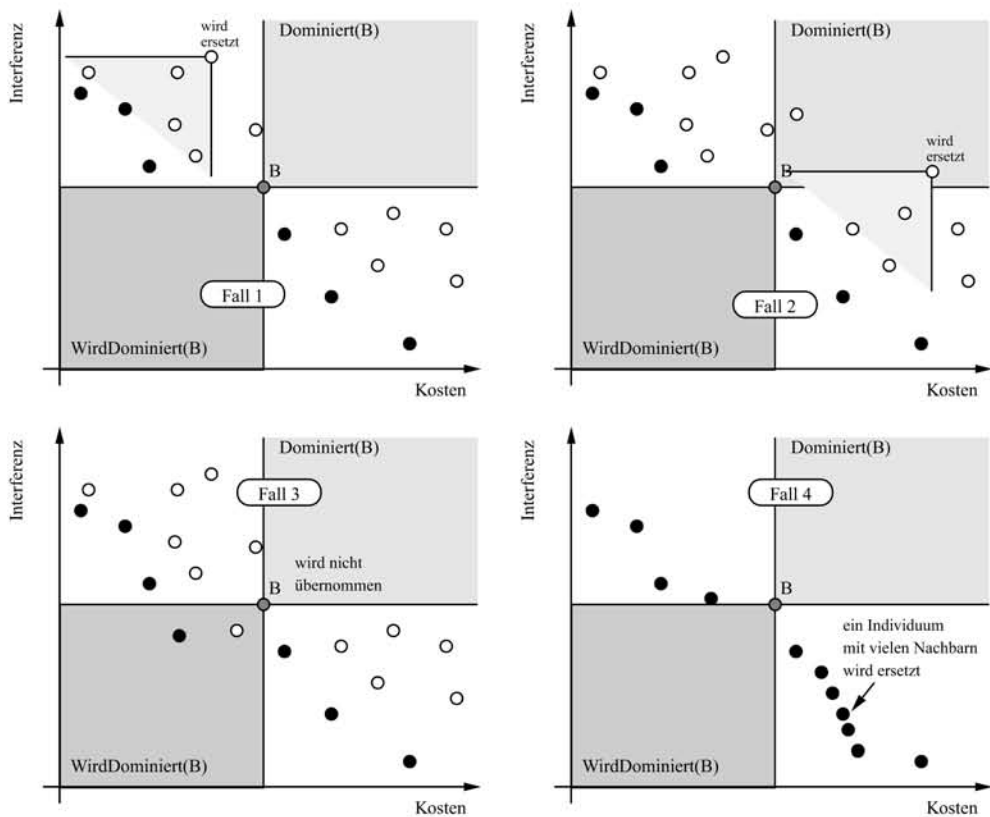 Interferenz
wird
ersetzt
Dominiert(B)
B
Fall 1
WirdDominiert(B)
Kosten
Interferenz
Dominiert(B)
wird
ersetzt
B
Fall 2
WirdDominiert(B)
Kosten
Interferenz
Dominiert(B)
Fall 3
wird nicht
übernommen
B
WirdDominiert(B)
Kosten
Interferenz
Dominiert(B)
Fall 4
B
ein Individuum
mit vielen Nachbarn
wird ersetzt
WirdDominiert(B)
Kosten